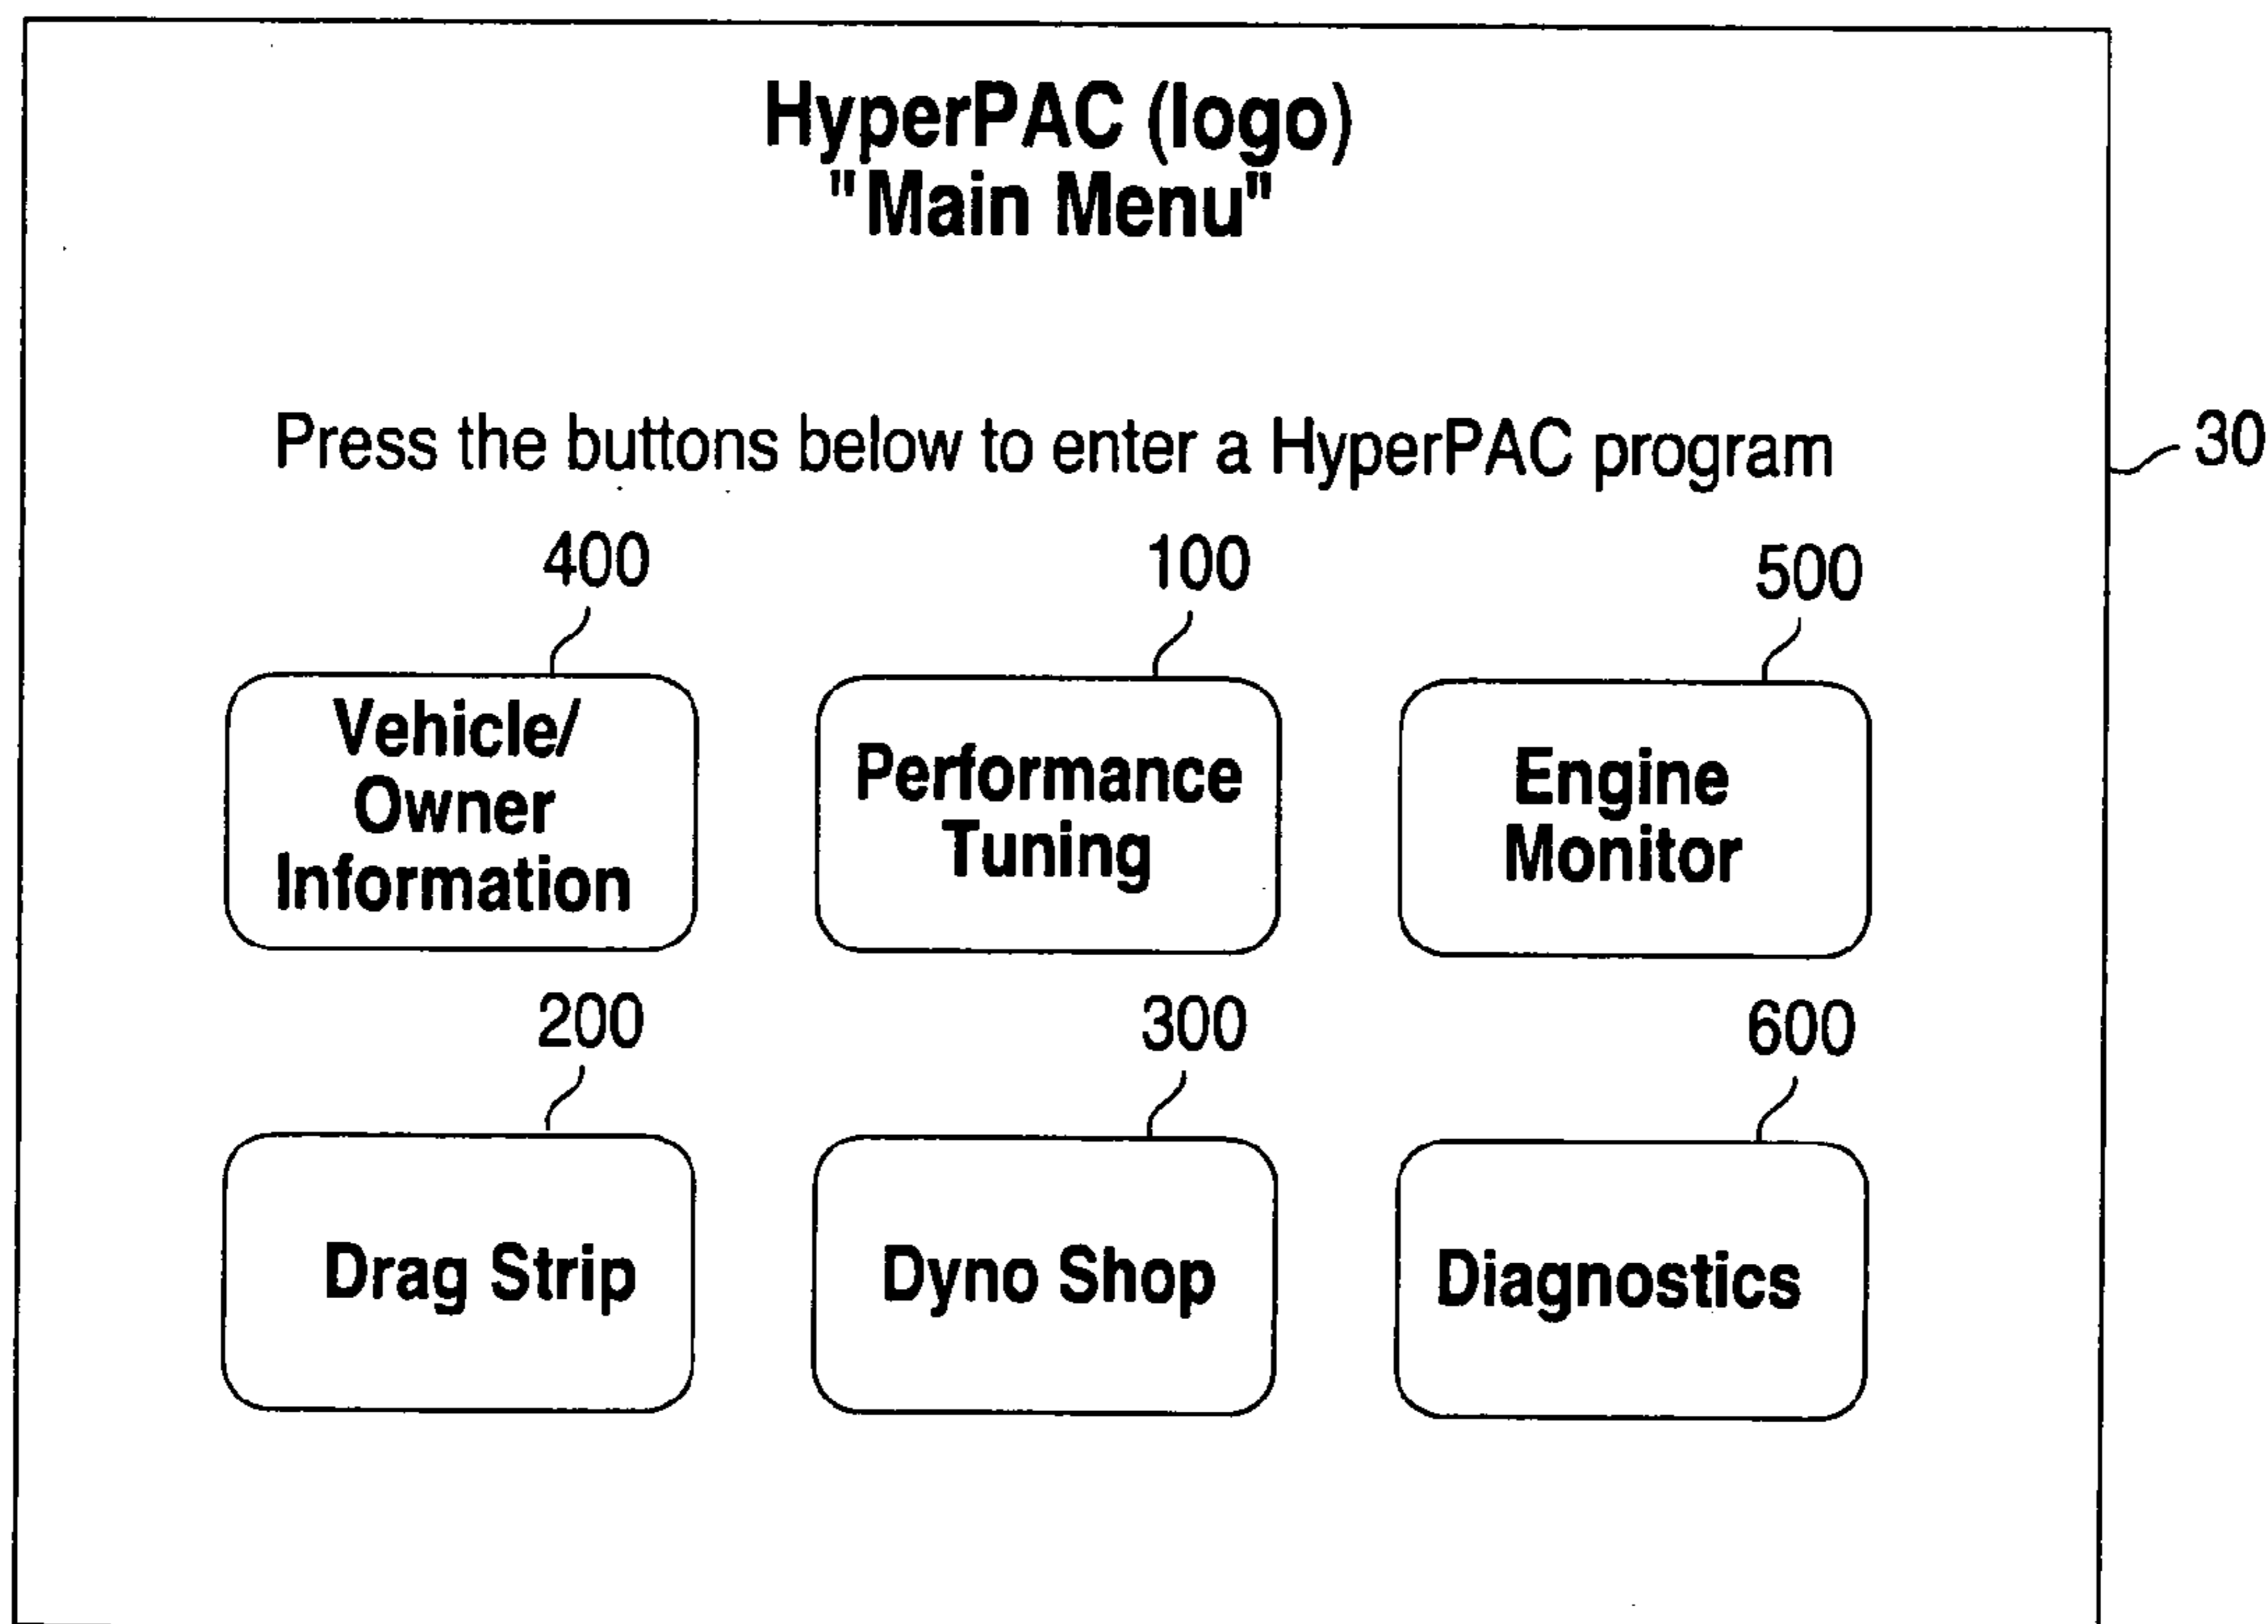 HyperPAC (logo)
"Main Menu"
Press the buttons below to enter a HyperPAC program
30
400
100
500
Vehicle/
Owner
Information
Performance
Tuning
Engine
Monitor
200
300
600
Drag Strip
Dyno Shop
Diagnostics